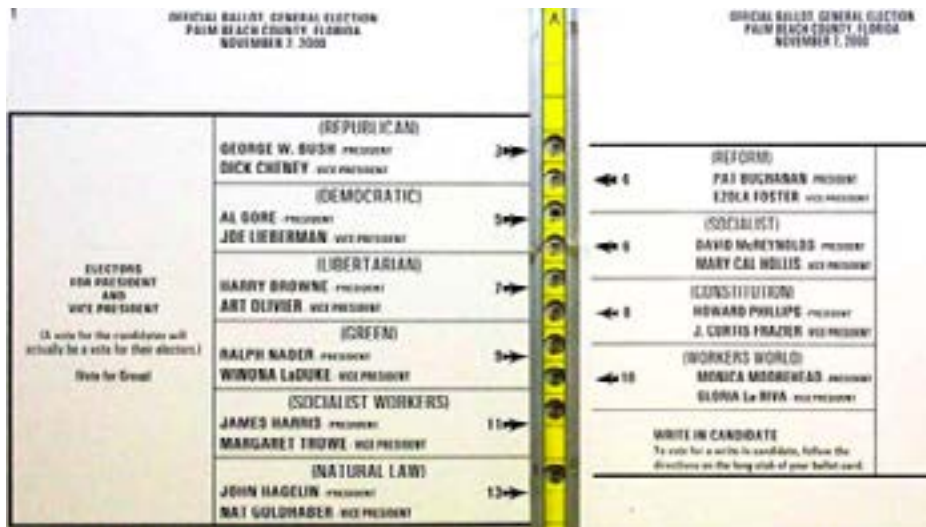 OFFICIAL BALLOT, GENERAL ELECTION
PALM BEACH COUNTY, FLORIDA
NOVEMBER 7, 2000
ELECTORS
FOR PRESIDENT
AND
VICE PRESIDENT
(A vote for the candidates will
actually be a vote for their electors.)
(Vote for Group)
(REPUBLICAN)
GEORGE W. BUSH PRESIDENT
DICK CHENEY VICE PRESIDENT
3
(DEMOCRATIC)
AL GORE PRESIDENT
JOE LIEBERMAN VICE PRESIDENT
5
(LIBERTARIAN)
HARRY BROWNE PRESIDENT
ART OLIVIER VICE PRESIDENT
7
(GREEN)
RALPH NADER PRESIDENT
WINONA LaDUKE VICE PRESIDENT
9
(SOCIALIST WORKERS)
JAMES HARRIS PRESIDENT
MARGARET TROWE VICE PRESIDENT
11
(NATURAL LAW)
JOHN HAGELIN PRESIDENT
NAT GOLDHABER VICE PRESIDENT
13
A
OFFICIAL BALLOT, GENERAL ELECTION
PALM BEACH COUNTY, FLORIDA
NOVEMBER 7, 2000
(REFORM)
4
PAT BUCHANAN PRESIDENT
EZOLA FOSTER VICE PRESIDENT
(SOCIALIST)
6
DAVID McREYNOLDS PRESIDENT
MARY CAL HOLLIS VICE PRESIDENT
(CONSTITUTION)
8
HOWARD PHILLIPS PRESIDENT
J. CURTIS FRAZIER VICE PRESIDENT
(WORKERS WORLD)
10
MONICA MOOREHEAD PRESIDENT
GLORIA La RIVA VICE PRESIDENT
WRITE IN CANDIDATE
To vote for a write in candidate, follow the
directions on the long stub of your ballot card.